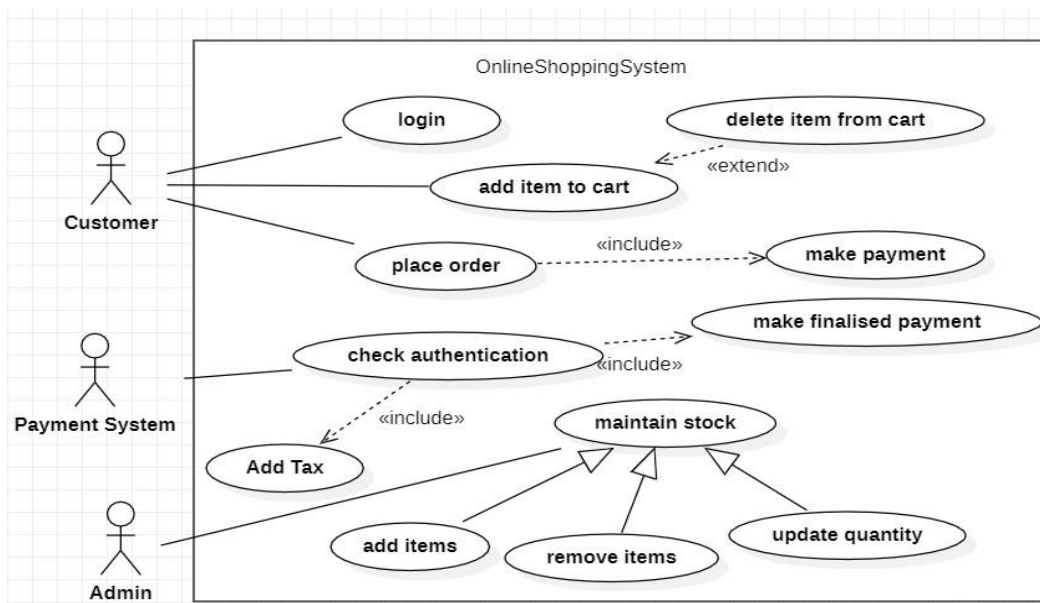 OnlineShoppingSystem
login
delete item from cart
«extend»
add item to cart
Customer
«include»
place order
make payment
make finalised payment
check authentication
«include»
Payment System
«include»
maintain stock
Add Tax
add items
remove items
update quantity
Admin